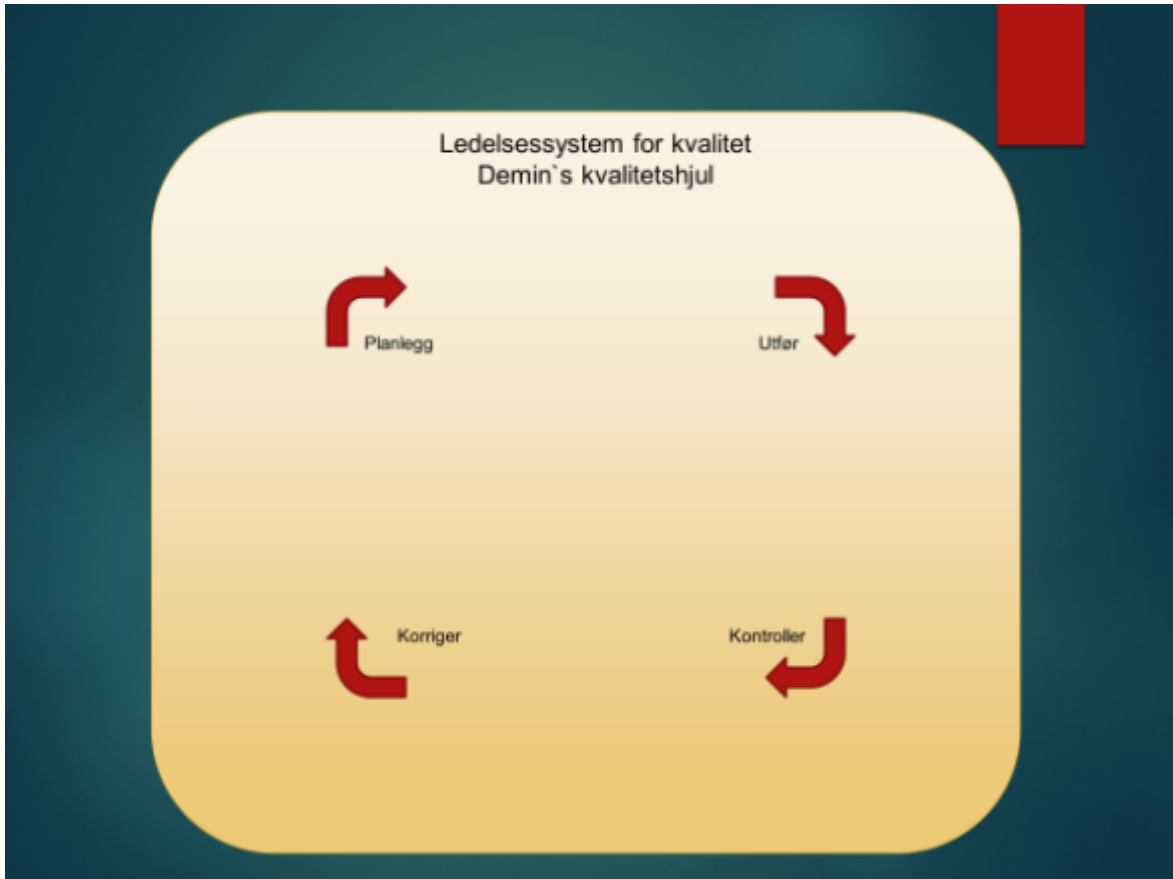 Ledelsessystem for kvalitet
Demin`s kvalitetshjul
Planlegg
Utfør
Korriger
Kontroller